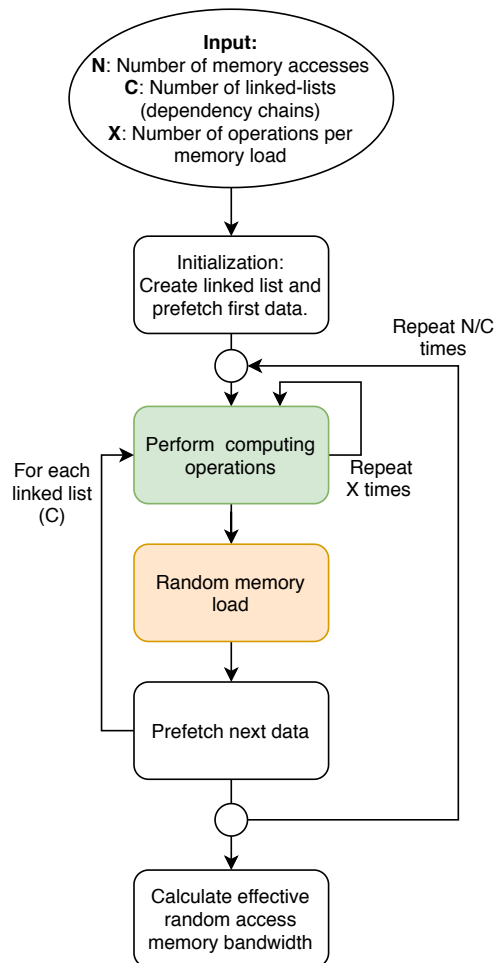 Input:
N: Number of memory accesses
C: Number of linked-lists
(dependency chains)
X: Number of operations per
memory load
Initialization:
Create linked list and
prefetch first data.
Repeat N/C
times
Perform computing
operations
Repeat
X times
For each
linked list
(C)
Random memory
load
Prefetch next data
Calculate effective
random access
memory bandwidth